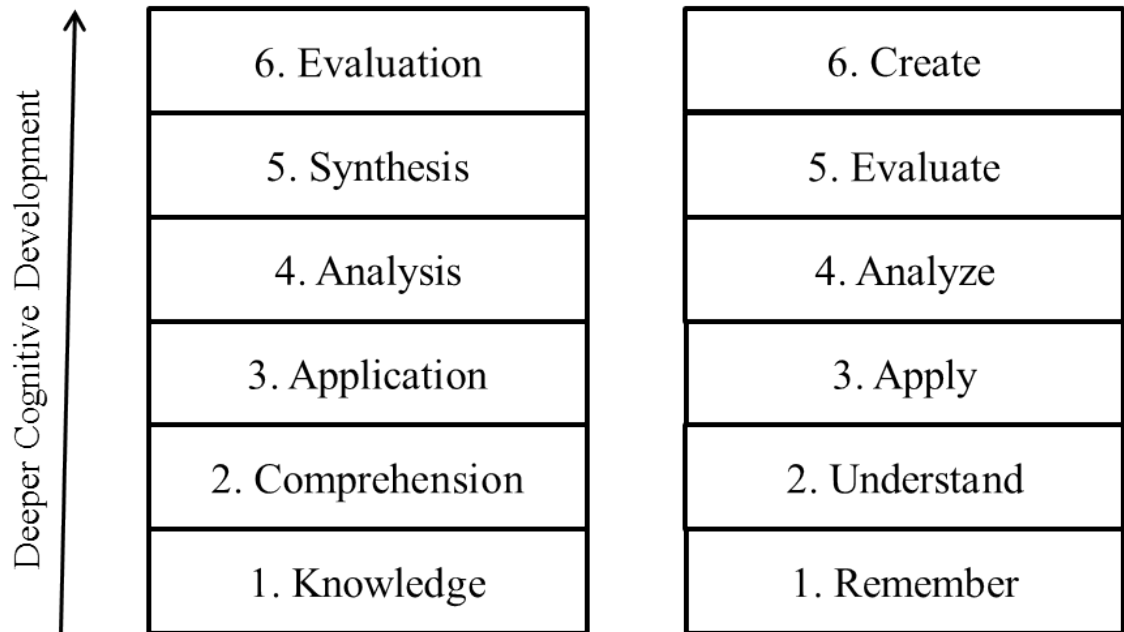 Deeper Cognitive Development
6. Evaluation
5. Synthesis
4. Analysis
3. Application
2. Comprehension
1. Knowledge
6. Create
5. Evaluate
4. Analyze
3. Apply
2. Understand
1. Remember